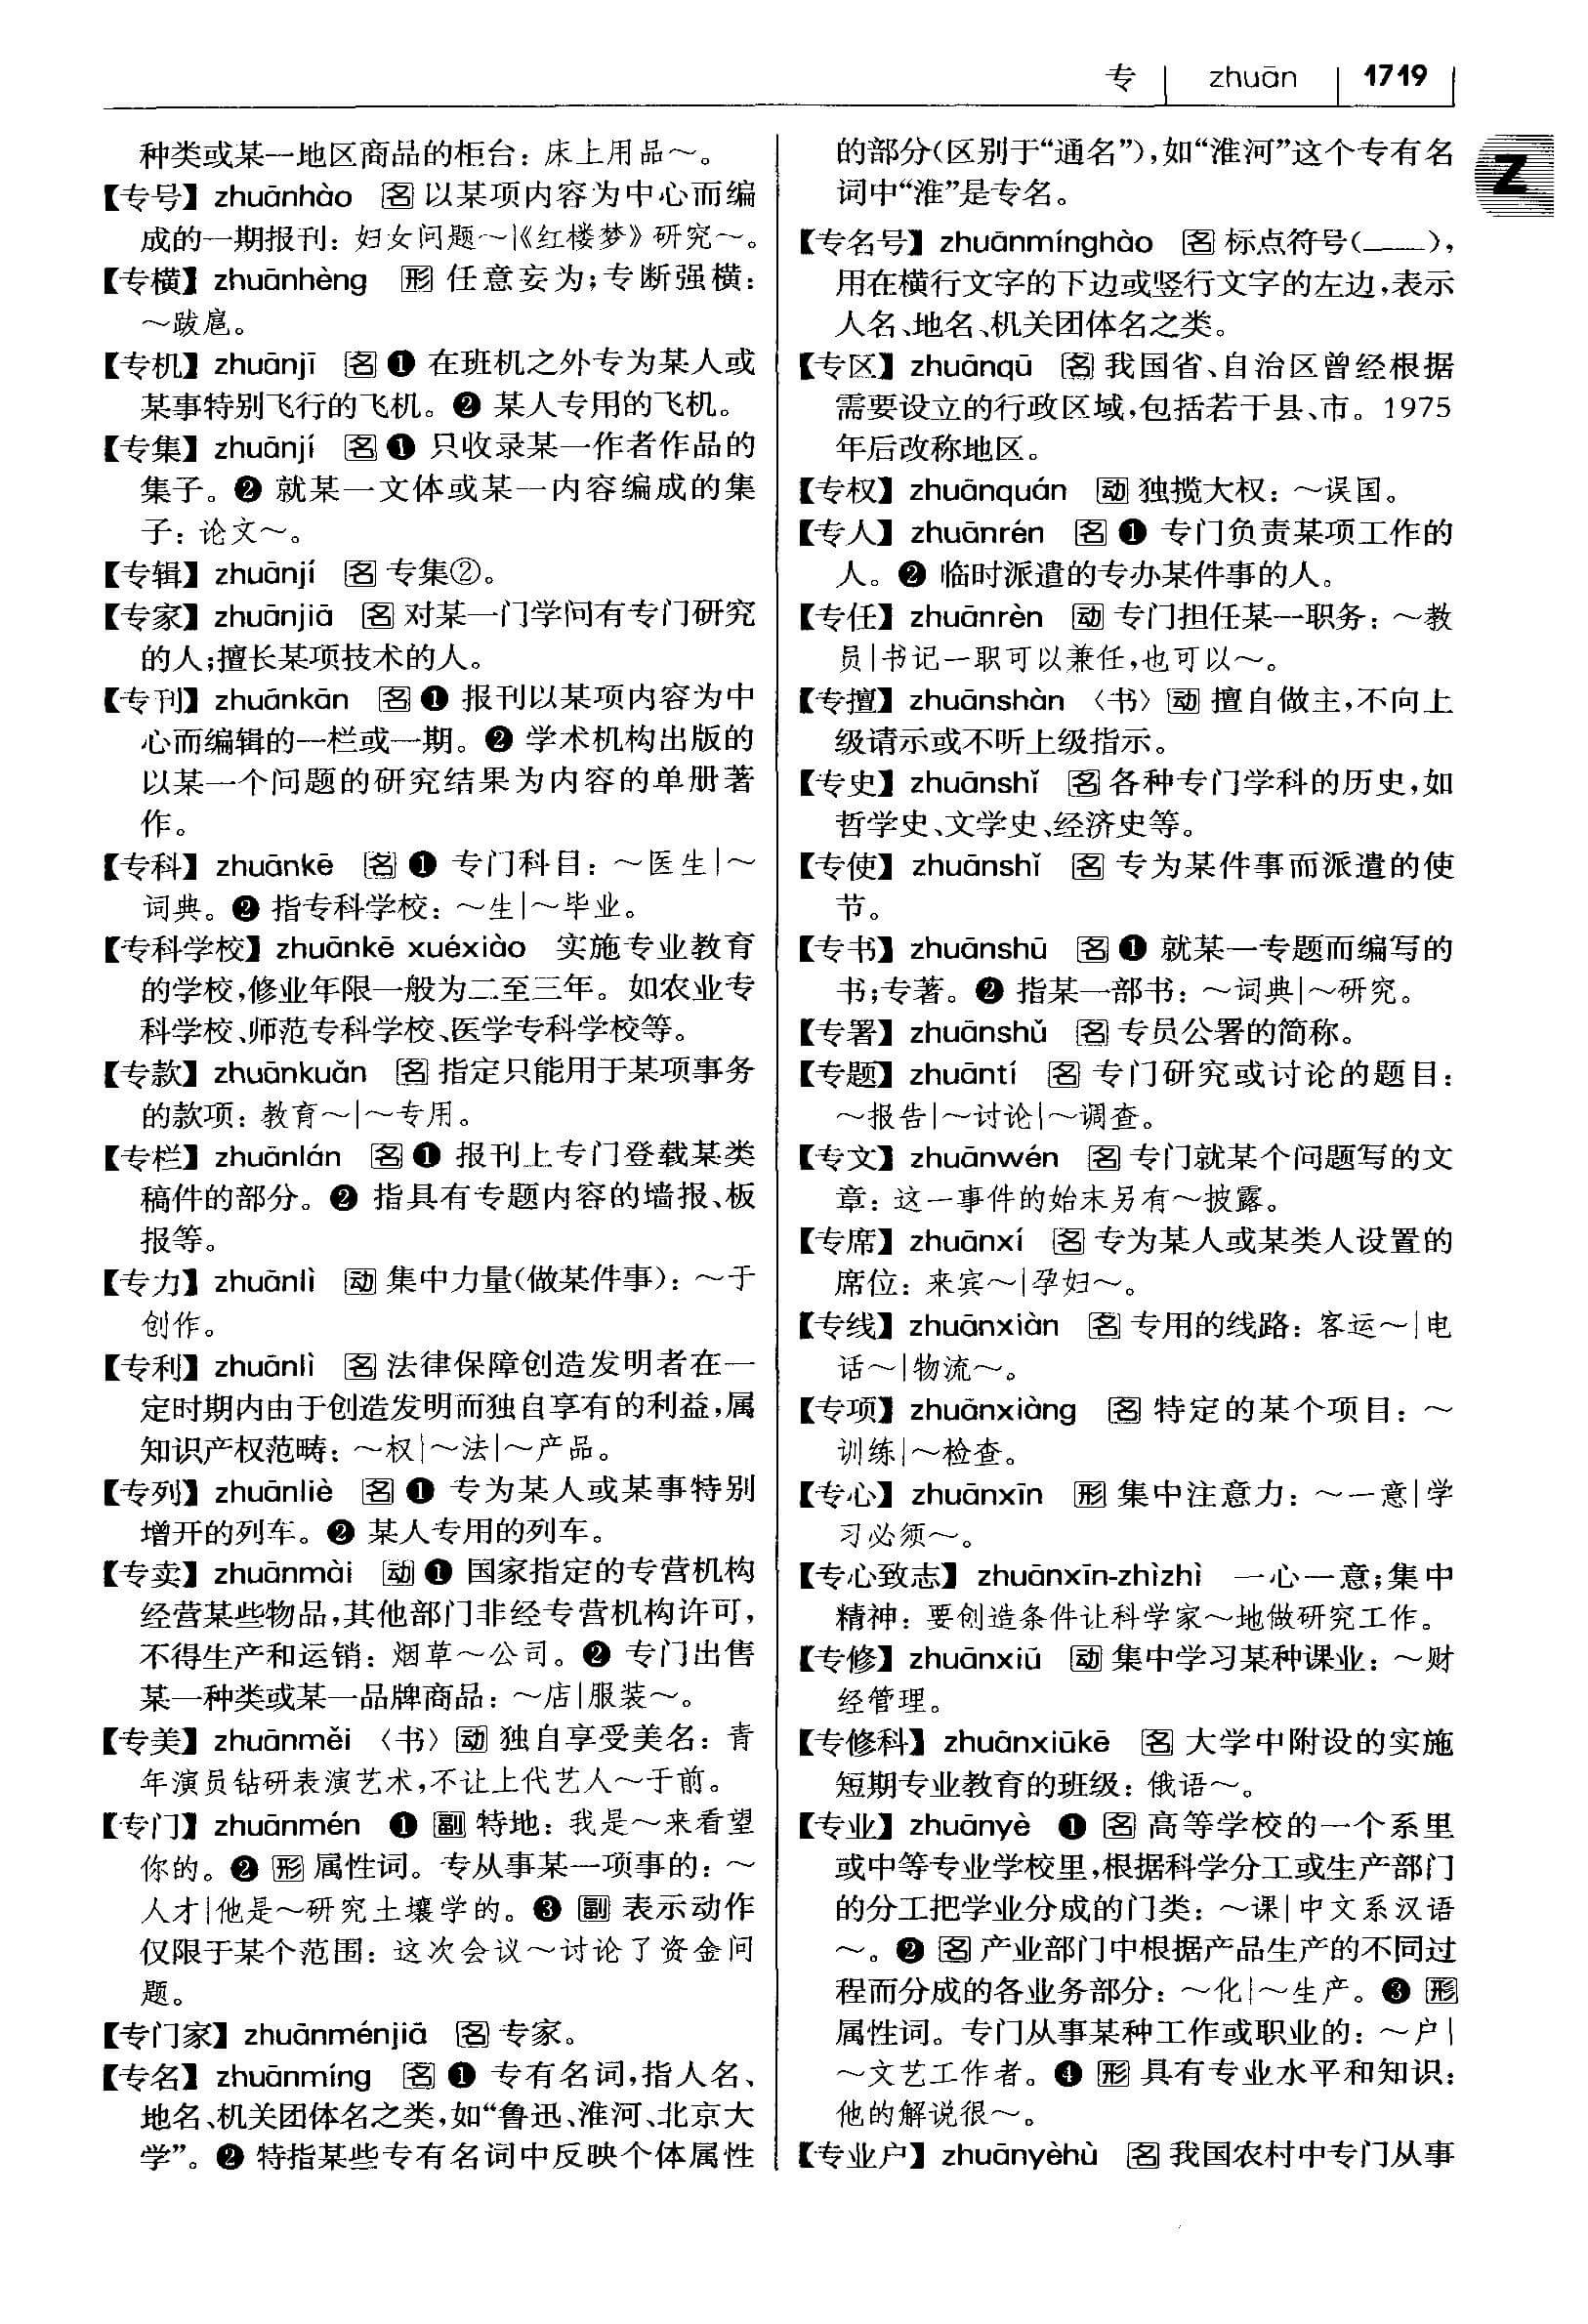 专 zhuān 1719
Z
种类或某一地区商品的柜台：床上用品～。
【专号】zhuānhào 名 以某项内容为中心而编
成的一期报刊：妇女问题～|《红楼梦》研究～。
【专横】zhuānhèng 形 任意妄为；专断强横：
～跋扈。
【专机】zhuānjī 名 ❶ 在班机之外专为某人或
某事特别飞行的飞机。❷ 某人专用的飞机。
【专集】zhuānjí 名 ❶ 只收录某一作者作品的
集子。❷ 就某一文体或某一内容编成的集
子：论文～。
【专辑】zhuānjí 名 专集②。
【专家】zhuānjiā 名 对某一门学问有专门研究
的人；擅长某项技术的人。
【专刊】zhuānkān 名 ❶ 报刊以某项内容为中
心而编辑的一栏或一期。❷ 学术机构出版的
以某一个问题的研究结果为内容的单册著
作。
【专科】zhuānkē 名 ❶ 专门科目：～医生|～
词典。❷ 指专科学校：～生|～毕业。
【专科学校】zhuānkē xuéxiào 实施专业教育
的学校，修业年限一般为二至三年。如农业专
科学校、师范专科学校、医学专科学校等。
【专款】zhuānkuǎn 名 指定只能用于某项事务
的款项：教育～|～专用。
【专栏】zhuānlán 名 ❶ 报刊上专门登载某类
稿件的部分。❷ 指具有专题内容的墙报、板
报等。
【专力】zhuānlì 动 集中力量（做某件事）：～于
创作。
【专利】zhuānlì 名 法律保障创造发明者在一
定时期内由于创造发明而独自享有的利益，属
知识产权范畴：～权|～法|～产品。
【专列】zhuānliè 名 ❶ 专为某人或某事特别
增开的列车。❷ 某人专用的列车。
【专卖】zhuānmài 动 ❶ 国家指定的专营机构
经营某些物品，其他部门非经专营机构许可，
不得生产和运销：烟草～公司。❷ 专门出售
某一种类或某一品牌商品：～店|服装～。
【专美】zhuānměi 〈书〉 动 独自享受美名：青
年演员钻研表演艺术，不让上代艺人～于前。
【专门】zhuānmén ❶ 副 特地：我是～来看望
你的。❷ 形 属性词。专从事某一项事的：～
人才|他是～研究土壤学的。❸ 副 表示动作
仅限于某个范围：这次会议～讨论了资金问
题。
【专门家】zhuānménjiā 名 专家。
【专名】zhuānmíng 名 ❶ 专有名词，指人名、
地名、机关团体名之类，如“鲁迅、淮河、北京大
学”。❷ 特指某些专有名词中反映个体属性
的部分（区别于“通名”），如“淮河”这个专有名
词中“淮”是专名。
【专名号】zhuānmínghào 名 标点符号（＿＿），
用在横行文字的下边或竖行文字的左边，表示
人名、地名、机关团体名之类。
【专区】zhuānqū 名 我国省、自治区曾经根据
需要设立的行政区域，包括若干县、市。1975
年后改称地区。
【专权】zhuānquán 动 独揽大权：～误国。
【专人】zhuānrén 名 ❶ 专门负责某项工作的
人。❷ 临时派遣的专办某件事的人。
【专任】zhuānrèn 动 专门担任某一职务：～教
员|书记一职可以兼任，也可以～。
【专擅】zhuānshàn 〈书〉 动 擅自做主，不向上
级请示或不听上级指示。
【专史】zhuānshǐ 名 各种专门学科的历史，如
哲学史、文学史、经济史等。
【专使】zhuānshǐ 名 专为某件事而派遣的使
节。
【专书】zhuānshū 名 ❶ 就某一专题而编写的
书；专著。❷ 指某一部书：～词典|～研究。
【专署】zhuānshǔ 名 专员公署的简称。
【专题】zhuāntí 名 专门研究或讨论的题目：
～报告|～讨论|～调查。
【专文】zhuānwén 名 专门就某个问题写的文
章：这一事件的始末另有～披露。
【专席】zhuānxí 名 专为某人或某类人设置的
席位：来宾～|孕妇～。
【专线】zhuānxiàn 名 专用的线路：客运～|电
话～|物流～。
【专项】zhuānxiàng 名 特定的某个项目：～
训练|～检查。
【专心】zhuānxīn 形 集中注意力：～一意|学
习必须～。
【专心致志】zhuānxīn-zhìzhì 一心一意；集中
精神：要创造条件让科学家～地做研究工作。
【专修】zhuānxiū 动 集中学习某种课业：～财
经管理。
【专修科】zhuānxiūkē 名 大学中附设的实施
短期专业教育的班级：俄语～。
【专业】zhuānyè ❶ 名 高等学校的一个系里
或中等专业学校里，根据科学分工或生产部门
的分工把学业分成的门类：～课|中文系汉语
～。❷ 名 产业部门中根据产品生产的不同过
程而分成的各业务部分：～化|～生产。❸ 形
属性词。专门从事某种工作或职业的：～户|
～文艺工作者。❹ 形 具有专业水平和知识：
他的解说很～。
【专业户】zhuānyèhù 名 我国农村中专门从事